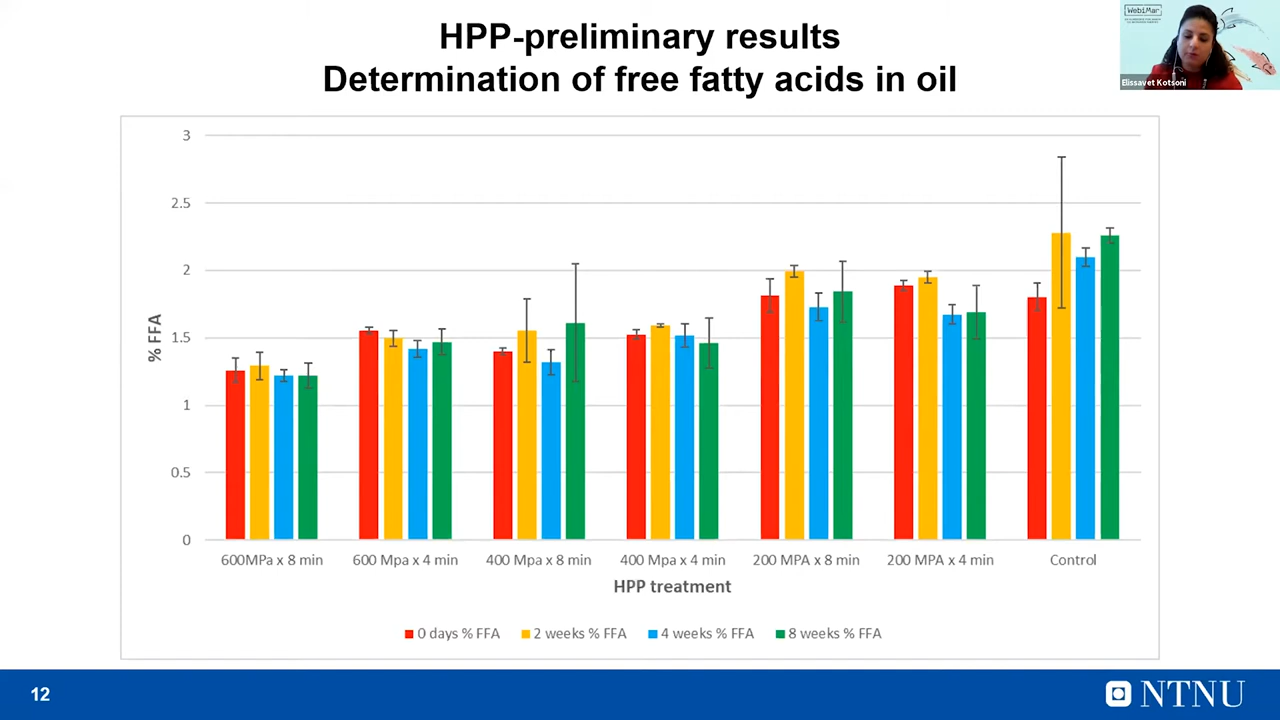 HPP-preliminary results
Determination of free fatty acids in oil
WebiMar
Elissavet Kotsoni
3
2.5
2
1.5
1
0.5
0
% FFA
600MPa x 8 min
600 Mpa x 4 min
400 Mpa x 8 min
400 Mpa x 4 min
200 MPA x 8 min
200 MPA x 4 min
Control
HPP treatment
0 days % FFA
2 weeks % FFA
4 weeks % FFA
8 weeks % FFA
12
NTNU